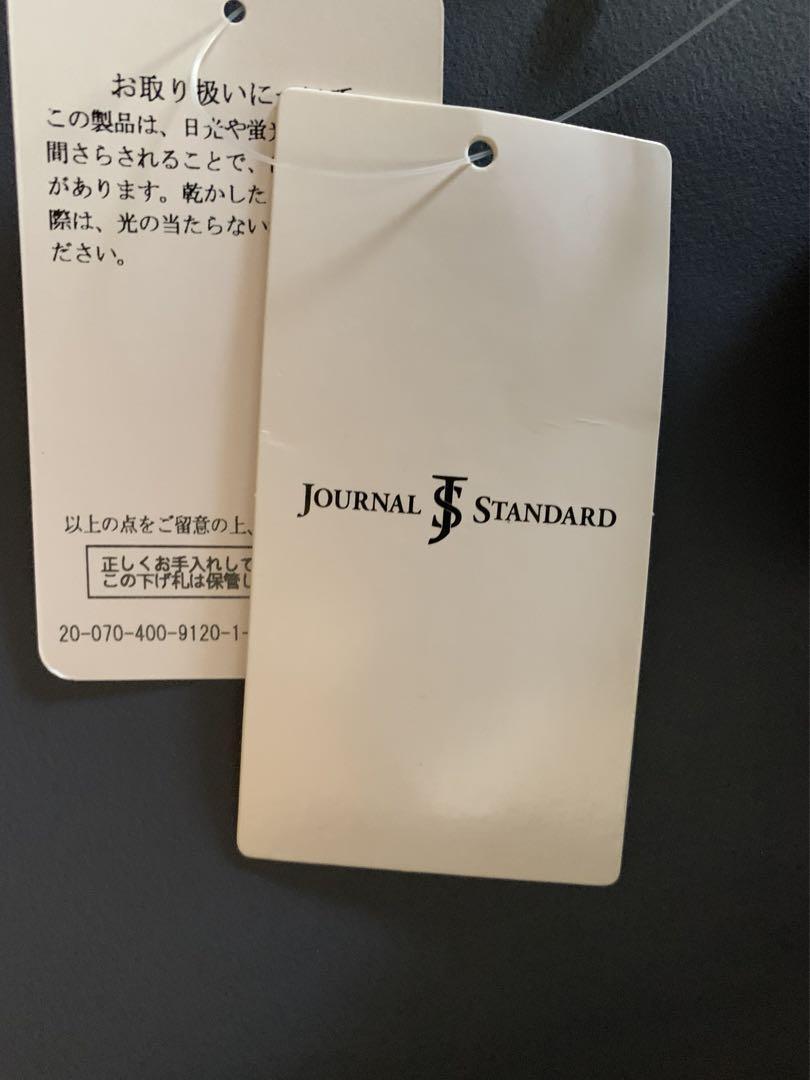 お取り扱いに
この製品は、日光や蛍光
間さらされることで、
があります。乾かした
際は、光の当たらない
ださい。
以上の点をご留意の上、
正しくお手入れして
この下げ札は保管し
20-070-400-9120-1-
JOURNAL JS STANDARD